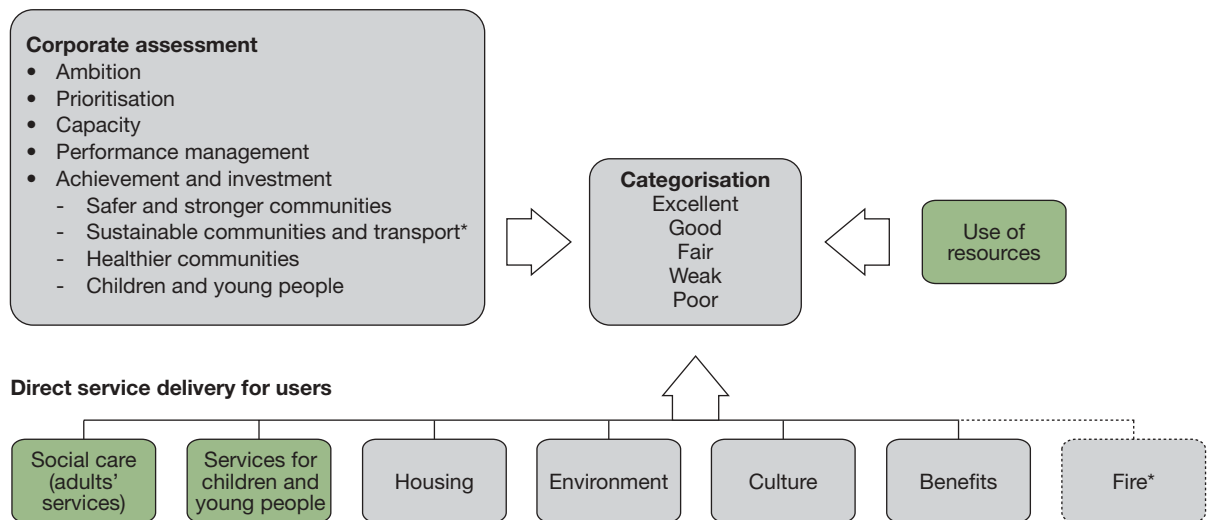 Corporate assessment
• Ambition
• Prioritisation
• Capacity
• Performance management
• Achievement and investment
- Safer and stronger communities
- Sustainable communities and transport*
- Healthier communities
- Children and young people
Categorisation
Excellent
Good
Fair
Weak
Poor
Use of
resources
Direct service delivery for users
Social care
(adults’
services)
Services for
children and
young people
Housing
Environment
Culture
Benefits
Fire*